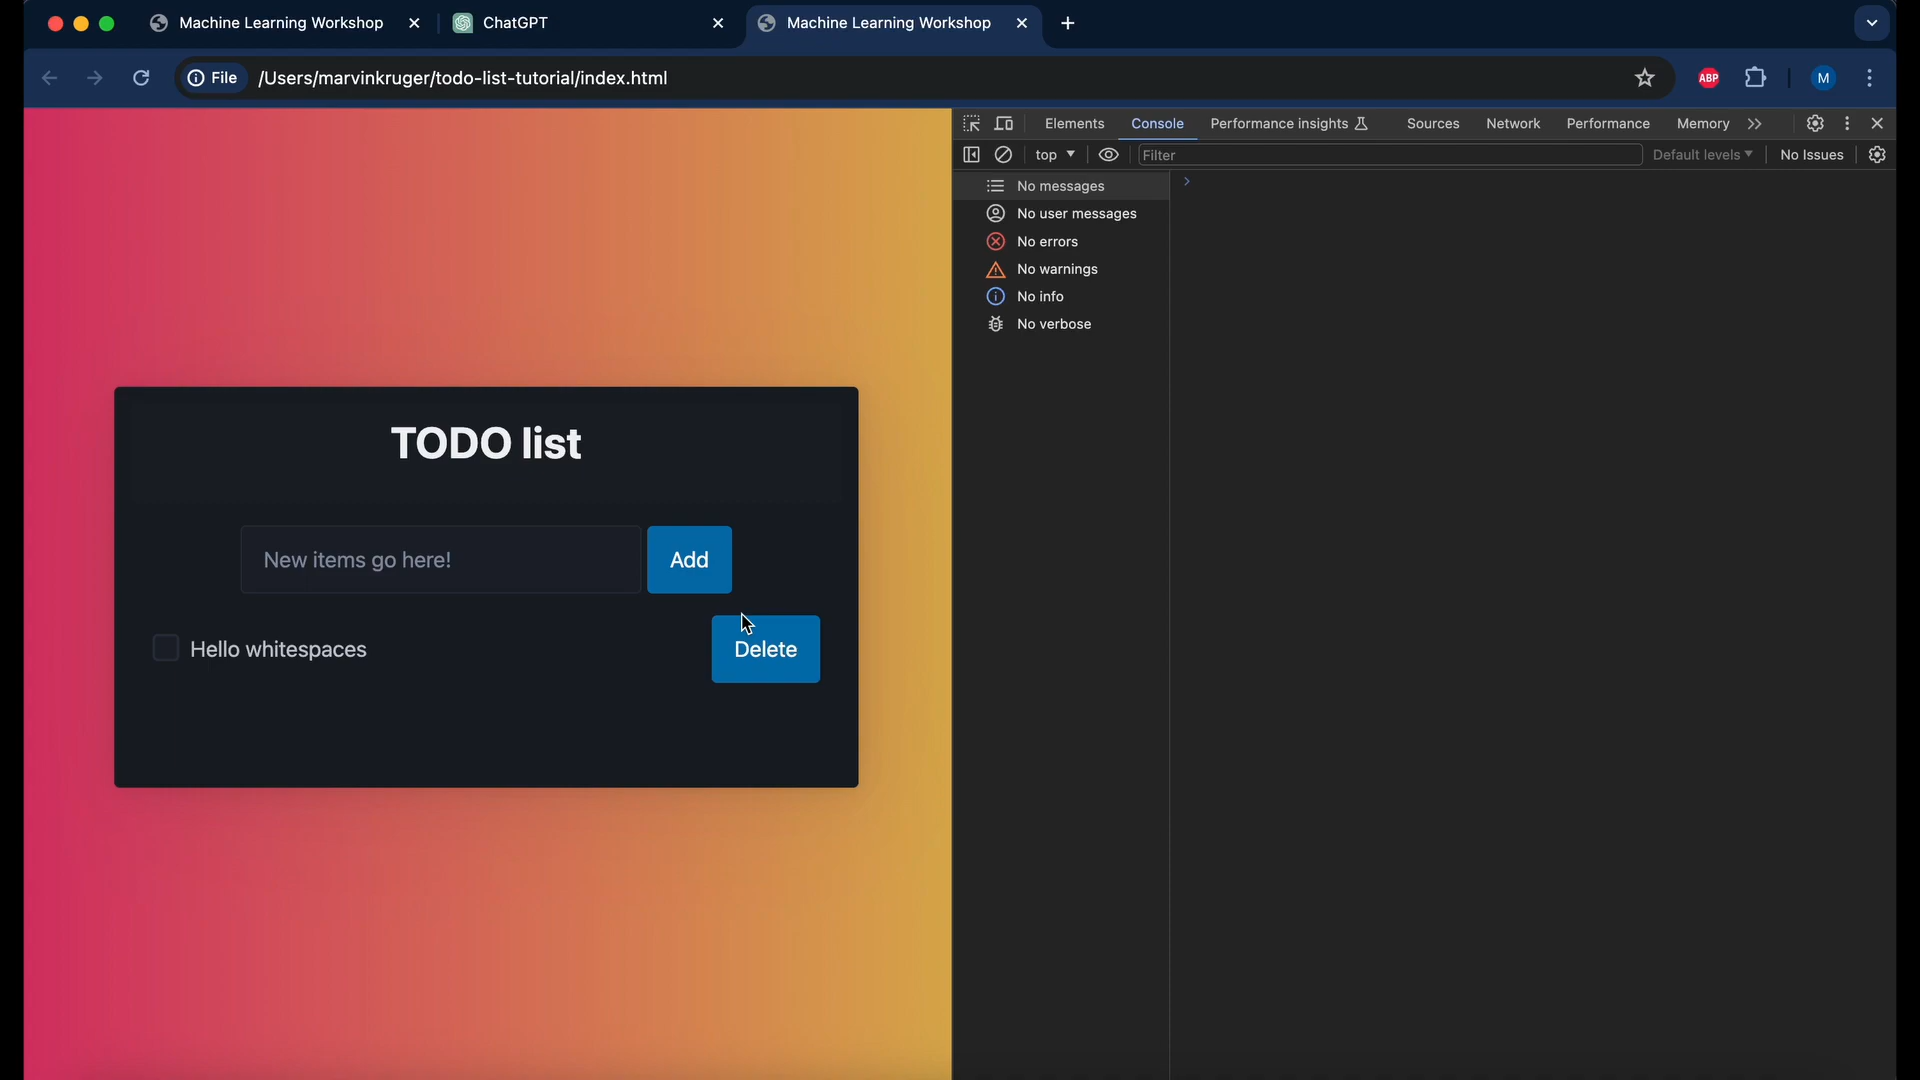 Machine Learning Workshop
ChatGPT
Machine Learning Workshop
File
/Users/marvinkruger/todo-list-tutorial/index.html
ABP
M
Elements
Console
Performance insights
Sources
Network
Performance
Memory
top
Filter
Default levels
No Issues
No messages
No user messages
No errors
No warnings
No info
No verbose
TODO list
New items go here!
Add
Hello whitespaces
Delete